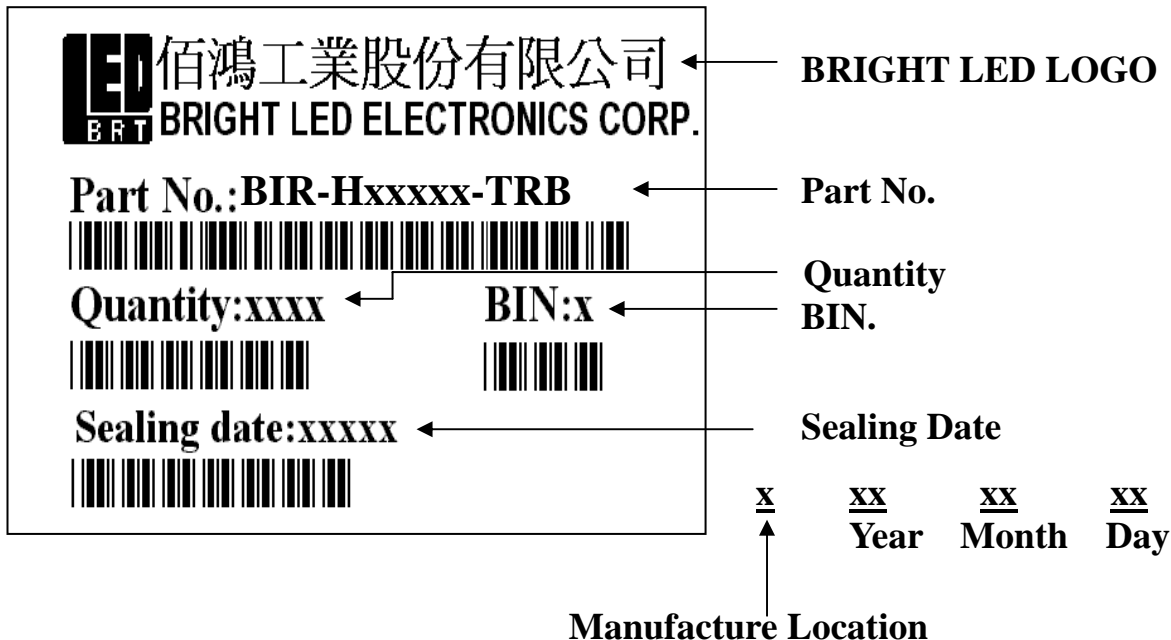 LED 佰鴻工業股份有限公司 BRIGHT LED LOGO
BRT BRIGHT LED ELECTRONICS CORP.
Part No.:BIR-Hxxxxx-TRB Part No.
Quantity
Quantity:xxxx BIN:x BIN.
Sealing date:xxxxx Sealing Date
x xx xx xx
Year Month Day
Manufacture Location